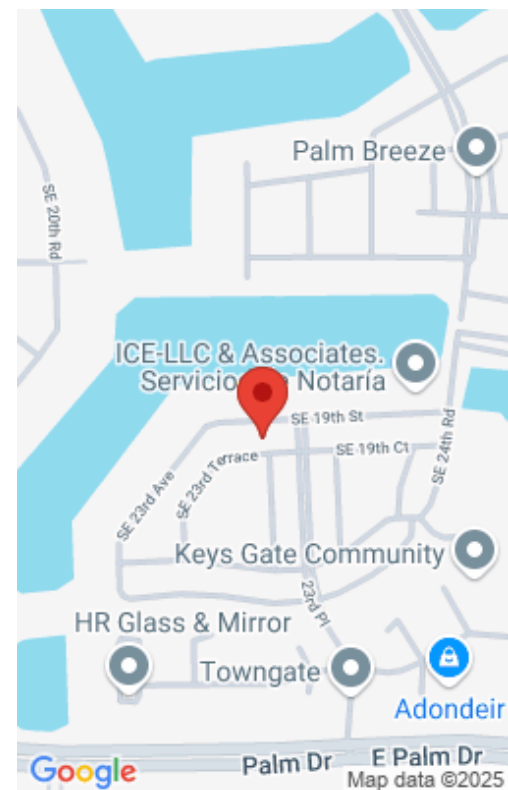 Palm Breeze
SE 20th Rd
ICE-LLC & Associates.
Servicios de Notaría
SE 19th St
SE 24th Rd
SE 19th Ct
SE 23rd Terrace
SE 23rd Ave
Keys Gate Community
23rd Pl
HR Glass & Mirror
Towngate
Adondeir
Palm Dr
E Palm Dr
Google
Map data ©2025